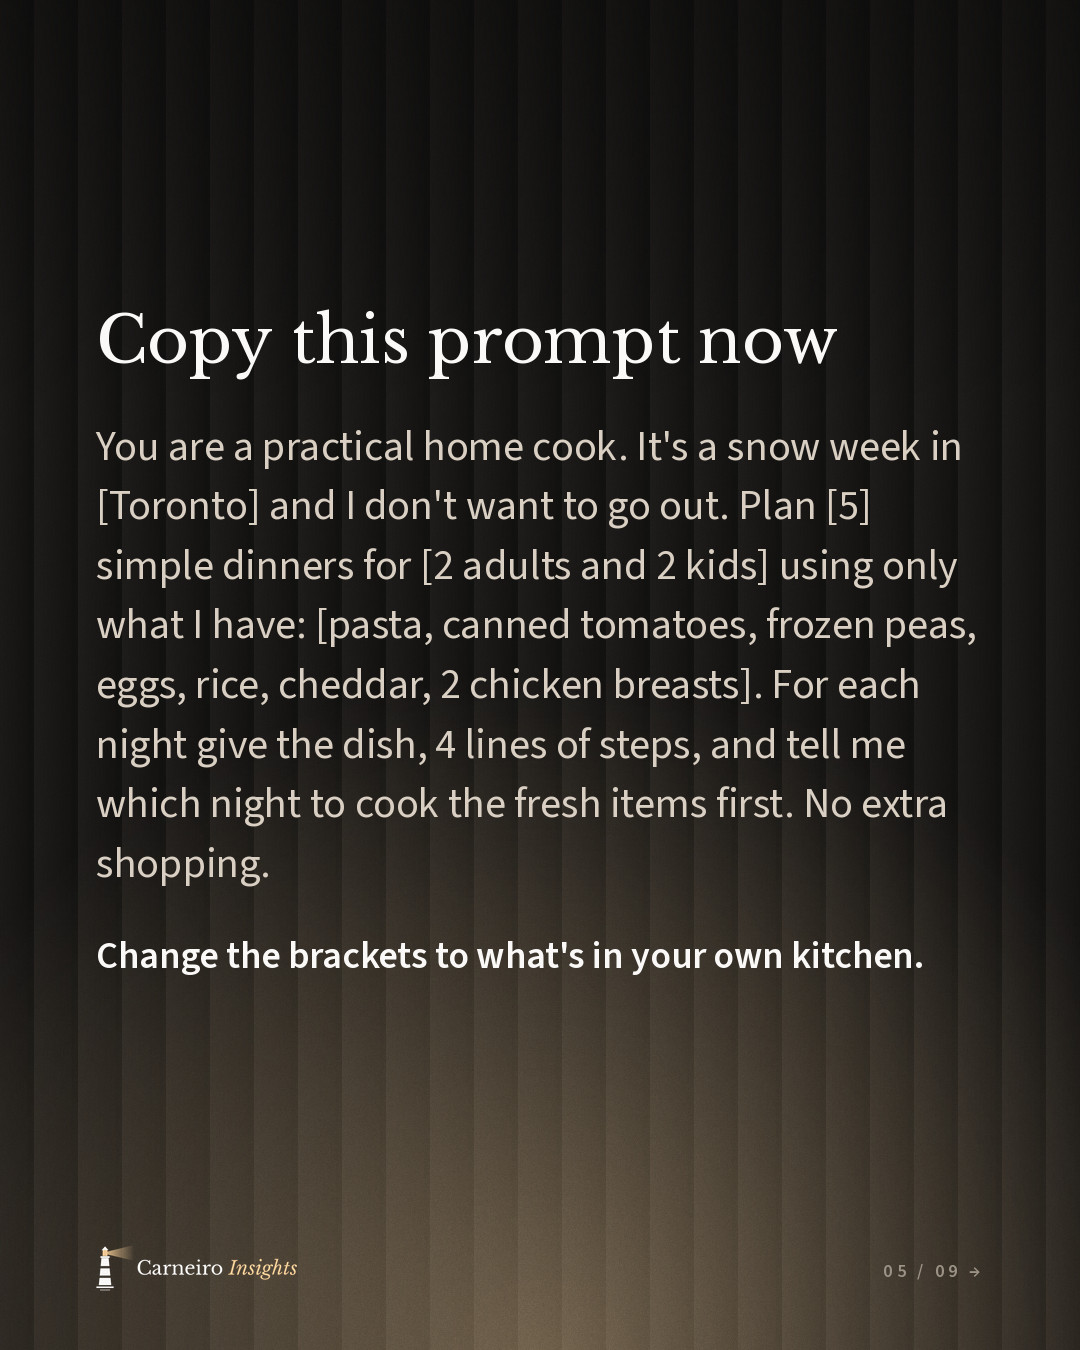 Copy this prompt now
You are a practical home cook. It's a snow week in
[Toronto] and I don't want to go out. Plan [5]
simple dinners for [2 adults and 2 kids] using only
what I have: [pasta, canned tomatoes, frozen peas,
eggs, rice, cheddar, 2 chicken breasts]. For each
night give the dish, 4 lines of steps, and tell me
which night to cook the fresh items first. No extra
shopping.
Change the brackets to what's in your own kitchen.
Carneiro Insights
05 / 09 →